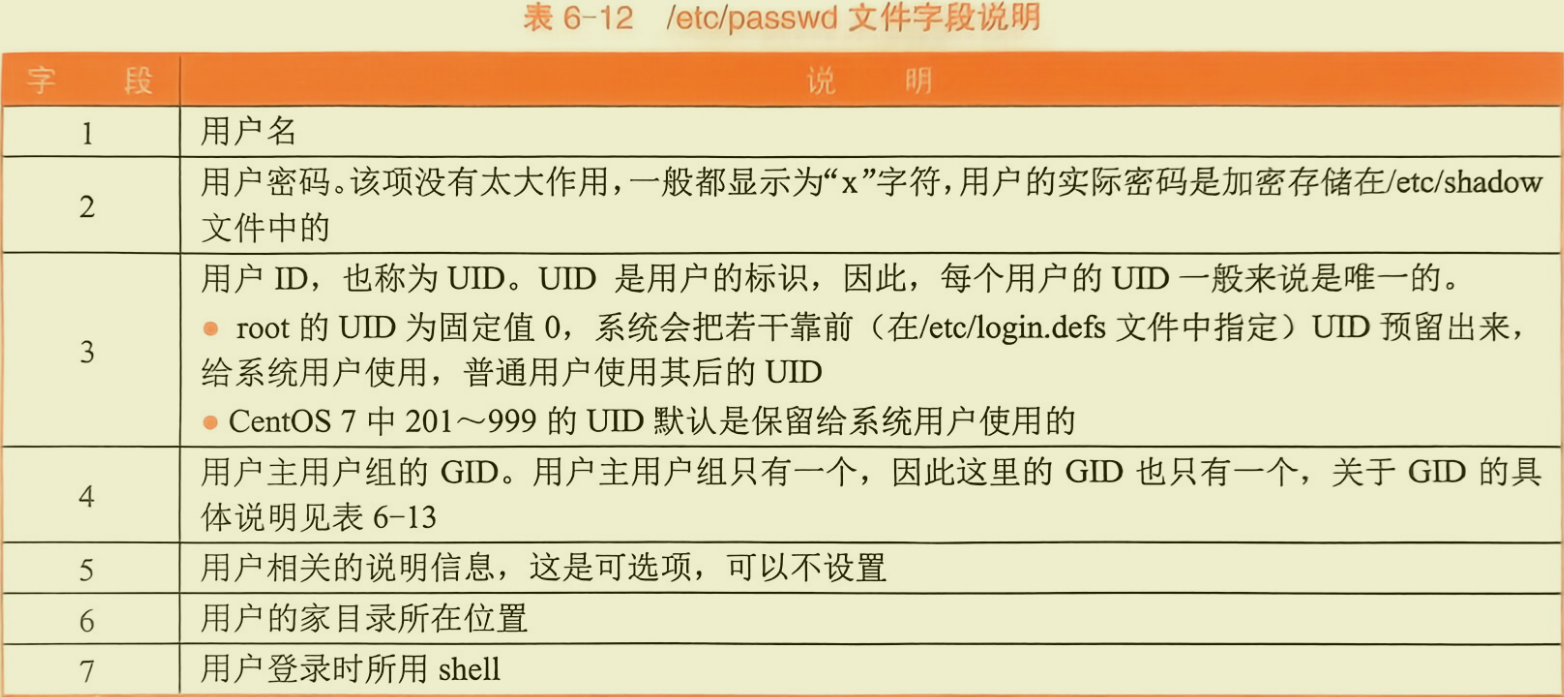 表 6-12 /etc/passwd 文件字段说明
字 段 说 明
1 用户名
2 用户密码。该项没有太大作用，一般都显示为“x”字符，用户的实际密码是加密存储在/etc/shadow
文件中的
3 用户 ID，也称为 UID。UID 是用户的标识，因此，每个用户的 UID 一般来说是唯一的。
● root 的 UID 为固定值 0，系统会把若干靠前（在/etc/login.defs 文件中指定）UID 预留出来，
给系统用户使用，普通用户使用其后的 UID
● CentOS 7 中 201～999 的 UID 默认是保留给系统用户使用的
4 用户主用户组的 GID。用户主用户组只有一个，因此这里的 GID 也只有一个，关于 GID 的具
体说明见表 6-13
5 用户相关的说明信息，这是可选项，可以不设置
6 用户的家目录所在位置
7 用户登录时所用 shell